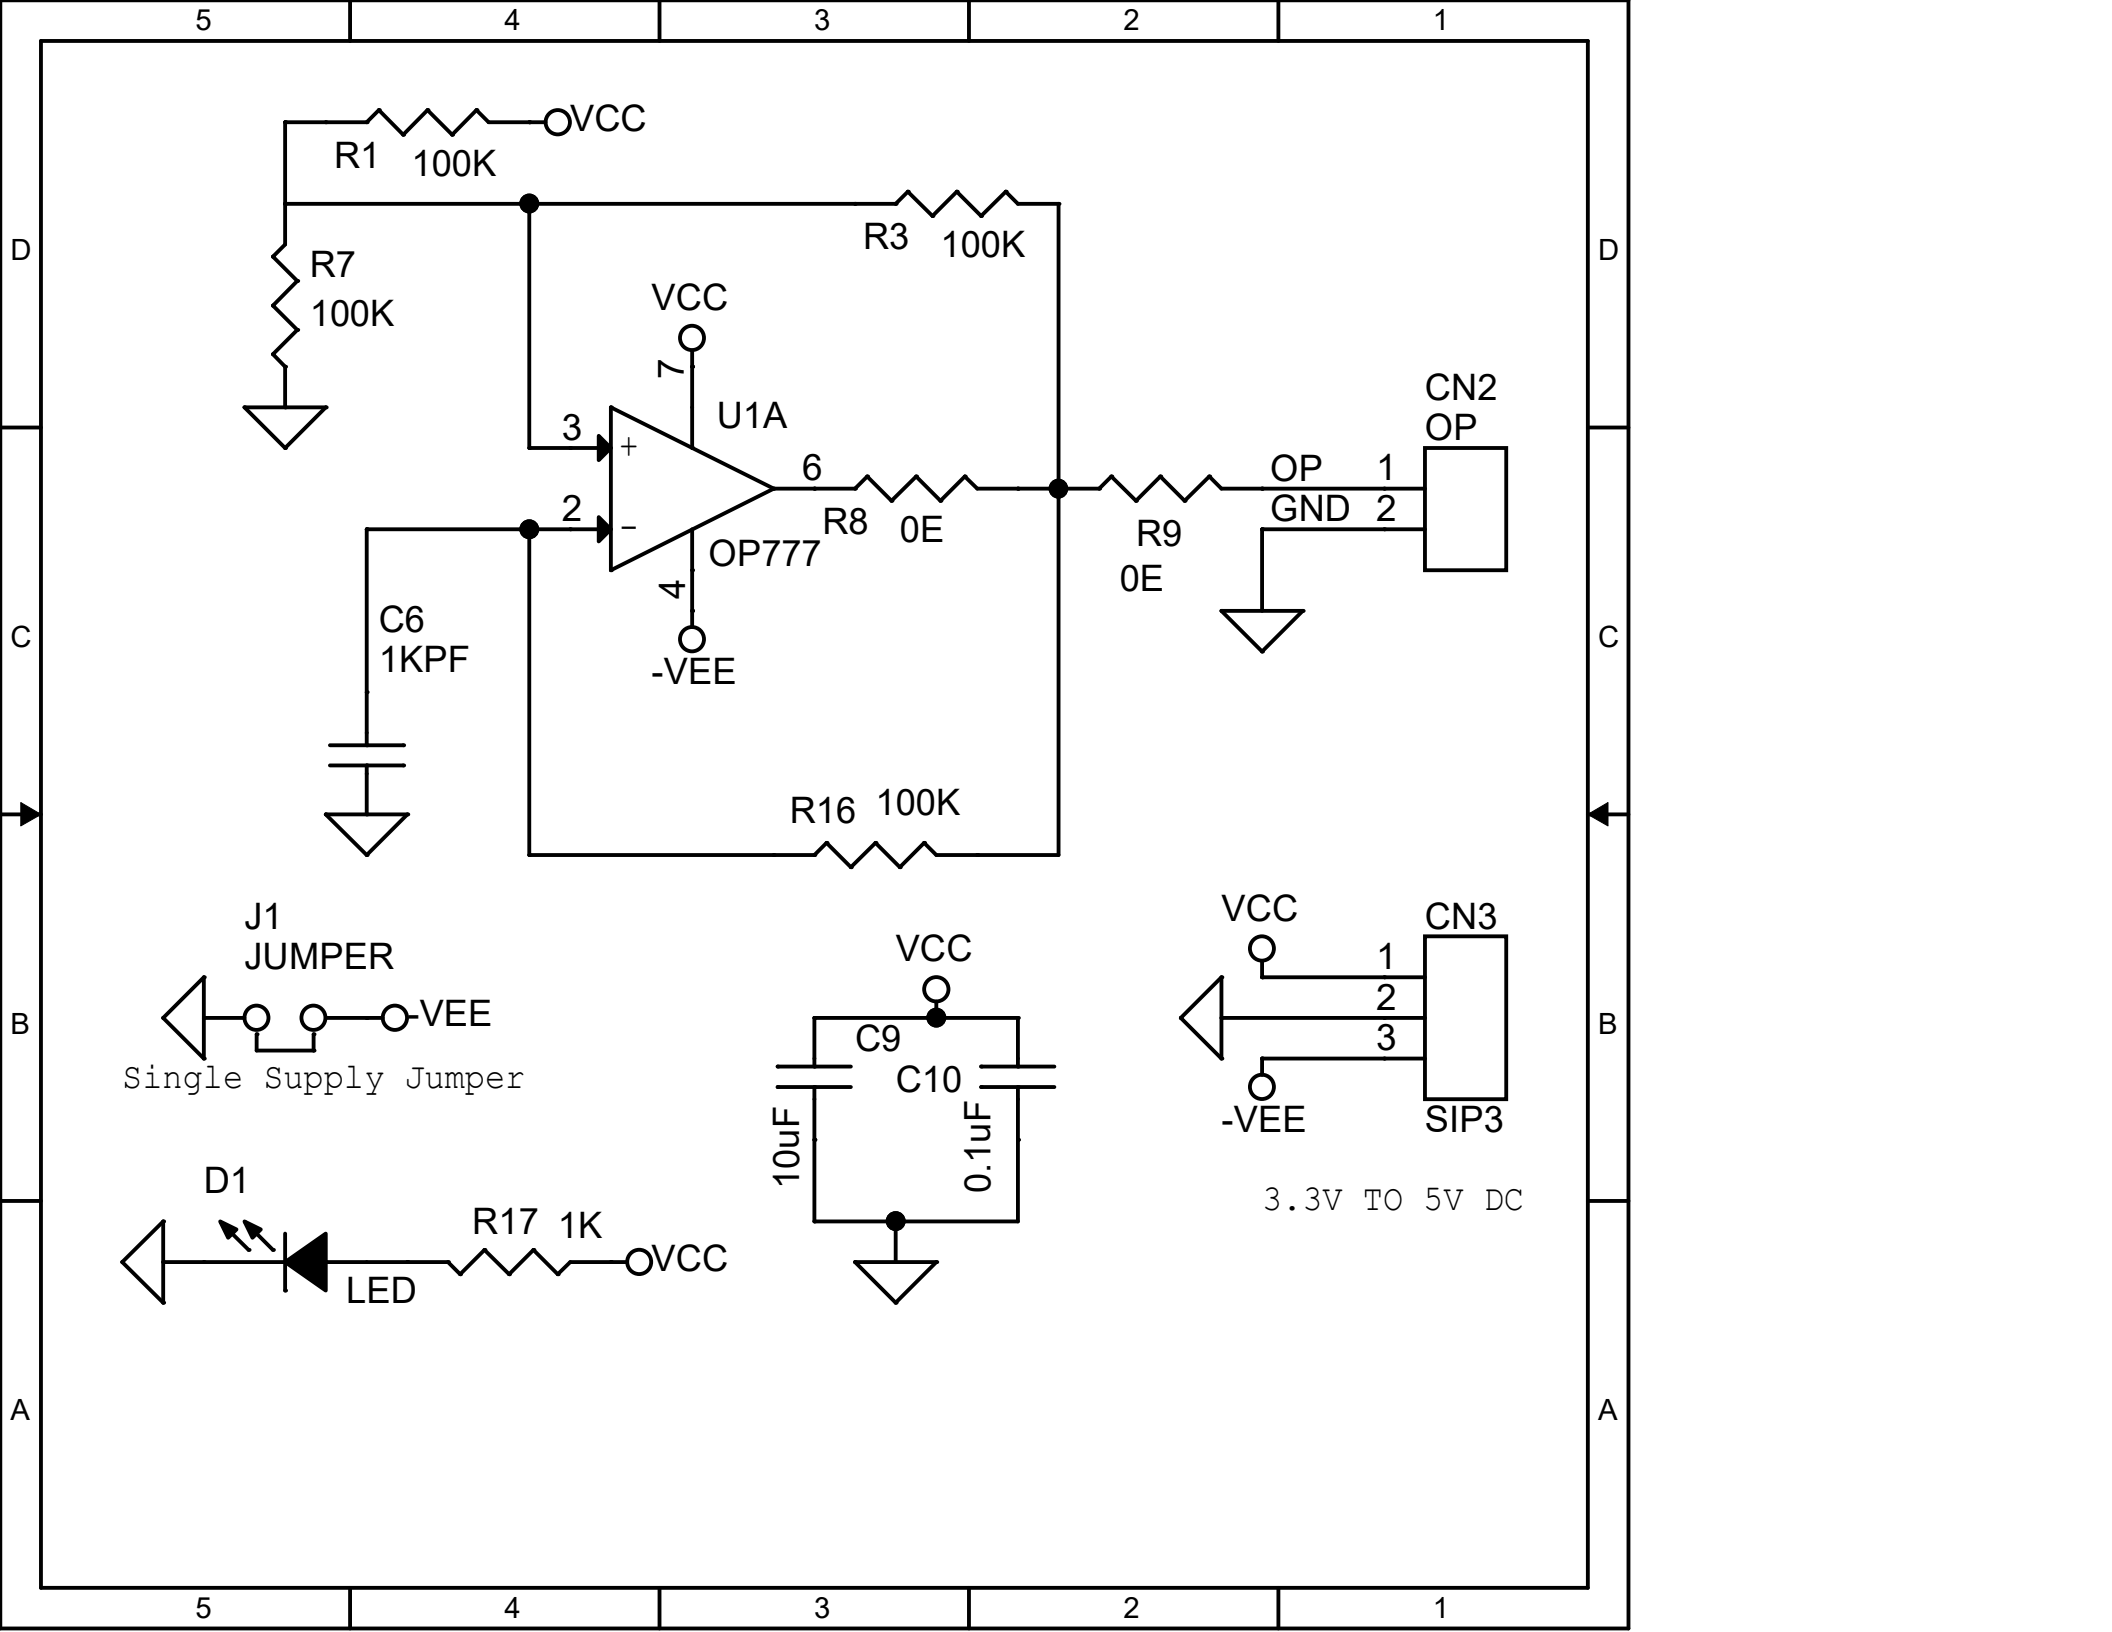 5 4 3 2 1
VCC
R1 100K
D D
R3 100K
R7
100K
VCC
7
U1A
CN2
OP
3 +
6
OP 1
2 −
R8 0E
GND 2
R9
0E
OP777
4
-VEE
C6
1KPF
C C
R16 100K
J1
JUMPER
-VEE
Single Supply Jumper
VCC
C9
C10
10uF
0.1uF
VCC
CN3
1
2
3
-VEE
SIP3
3.3V TO 5V DC
B B
D1
R17 1K
VCC
LED
A A
5 4 3 2 1